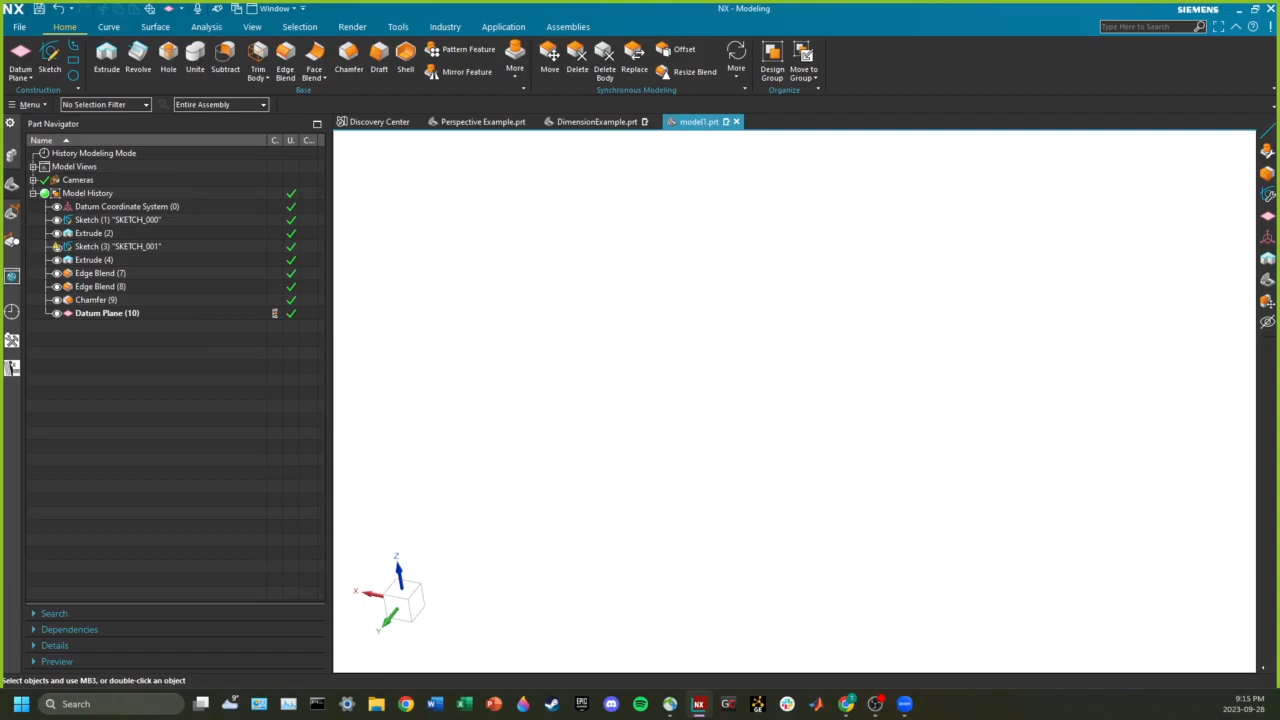 NX
Window
NX - Modeling
SIEMENS
File Home Curve Surface Analysis View Selection Render Tools Industry Application Assemblies
Type Here to Search
Datum Plane
Sketch
Extrude
Revolve
Hole
Unite
Subtract
Trim Body
Edge Blend
Face Blend
Chamfer
Draft
Shell
Pattern Feature
Mirror Feature
More
Move
Delete
Delete Body
Replace
Offset
Resize Blend
More
Design Group
Move to Group
Construction
Base
Synchronous Modeling
Organize
Menu
No Selection Filter
Entire Assembly
Part Navigator
Discovery Center
Perspective Example.prt
DimensionExample.prt
model1.prt
Name C. U. C...
History Modeling Mode
Model Views
Cameras
Model History
Datum Coordinate System (0)
Sketch (1) "SKETCH_000"
Extrude (2)
Sketch (3) "SKETCH_001"
Extrude (4)
Edge Blend (7)
Edge Blend (8)
Chamfer (9)
Datum Plane (10)
Z
X
Y
Search
Dependencies
Details
Preview
Select objects and use MB3, or double-click an object
Search
NX
GC
9:15 PM
2023-09-28